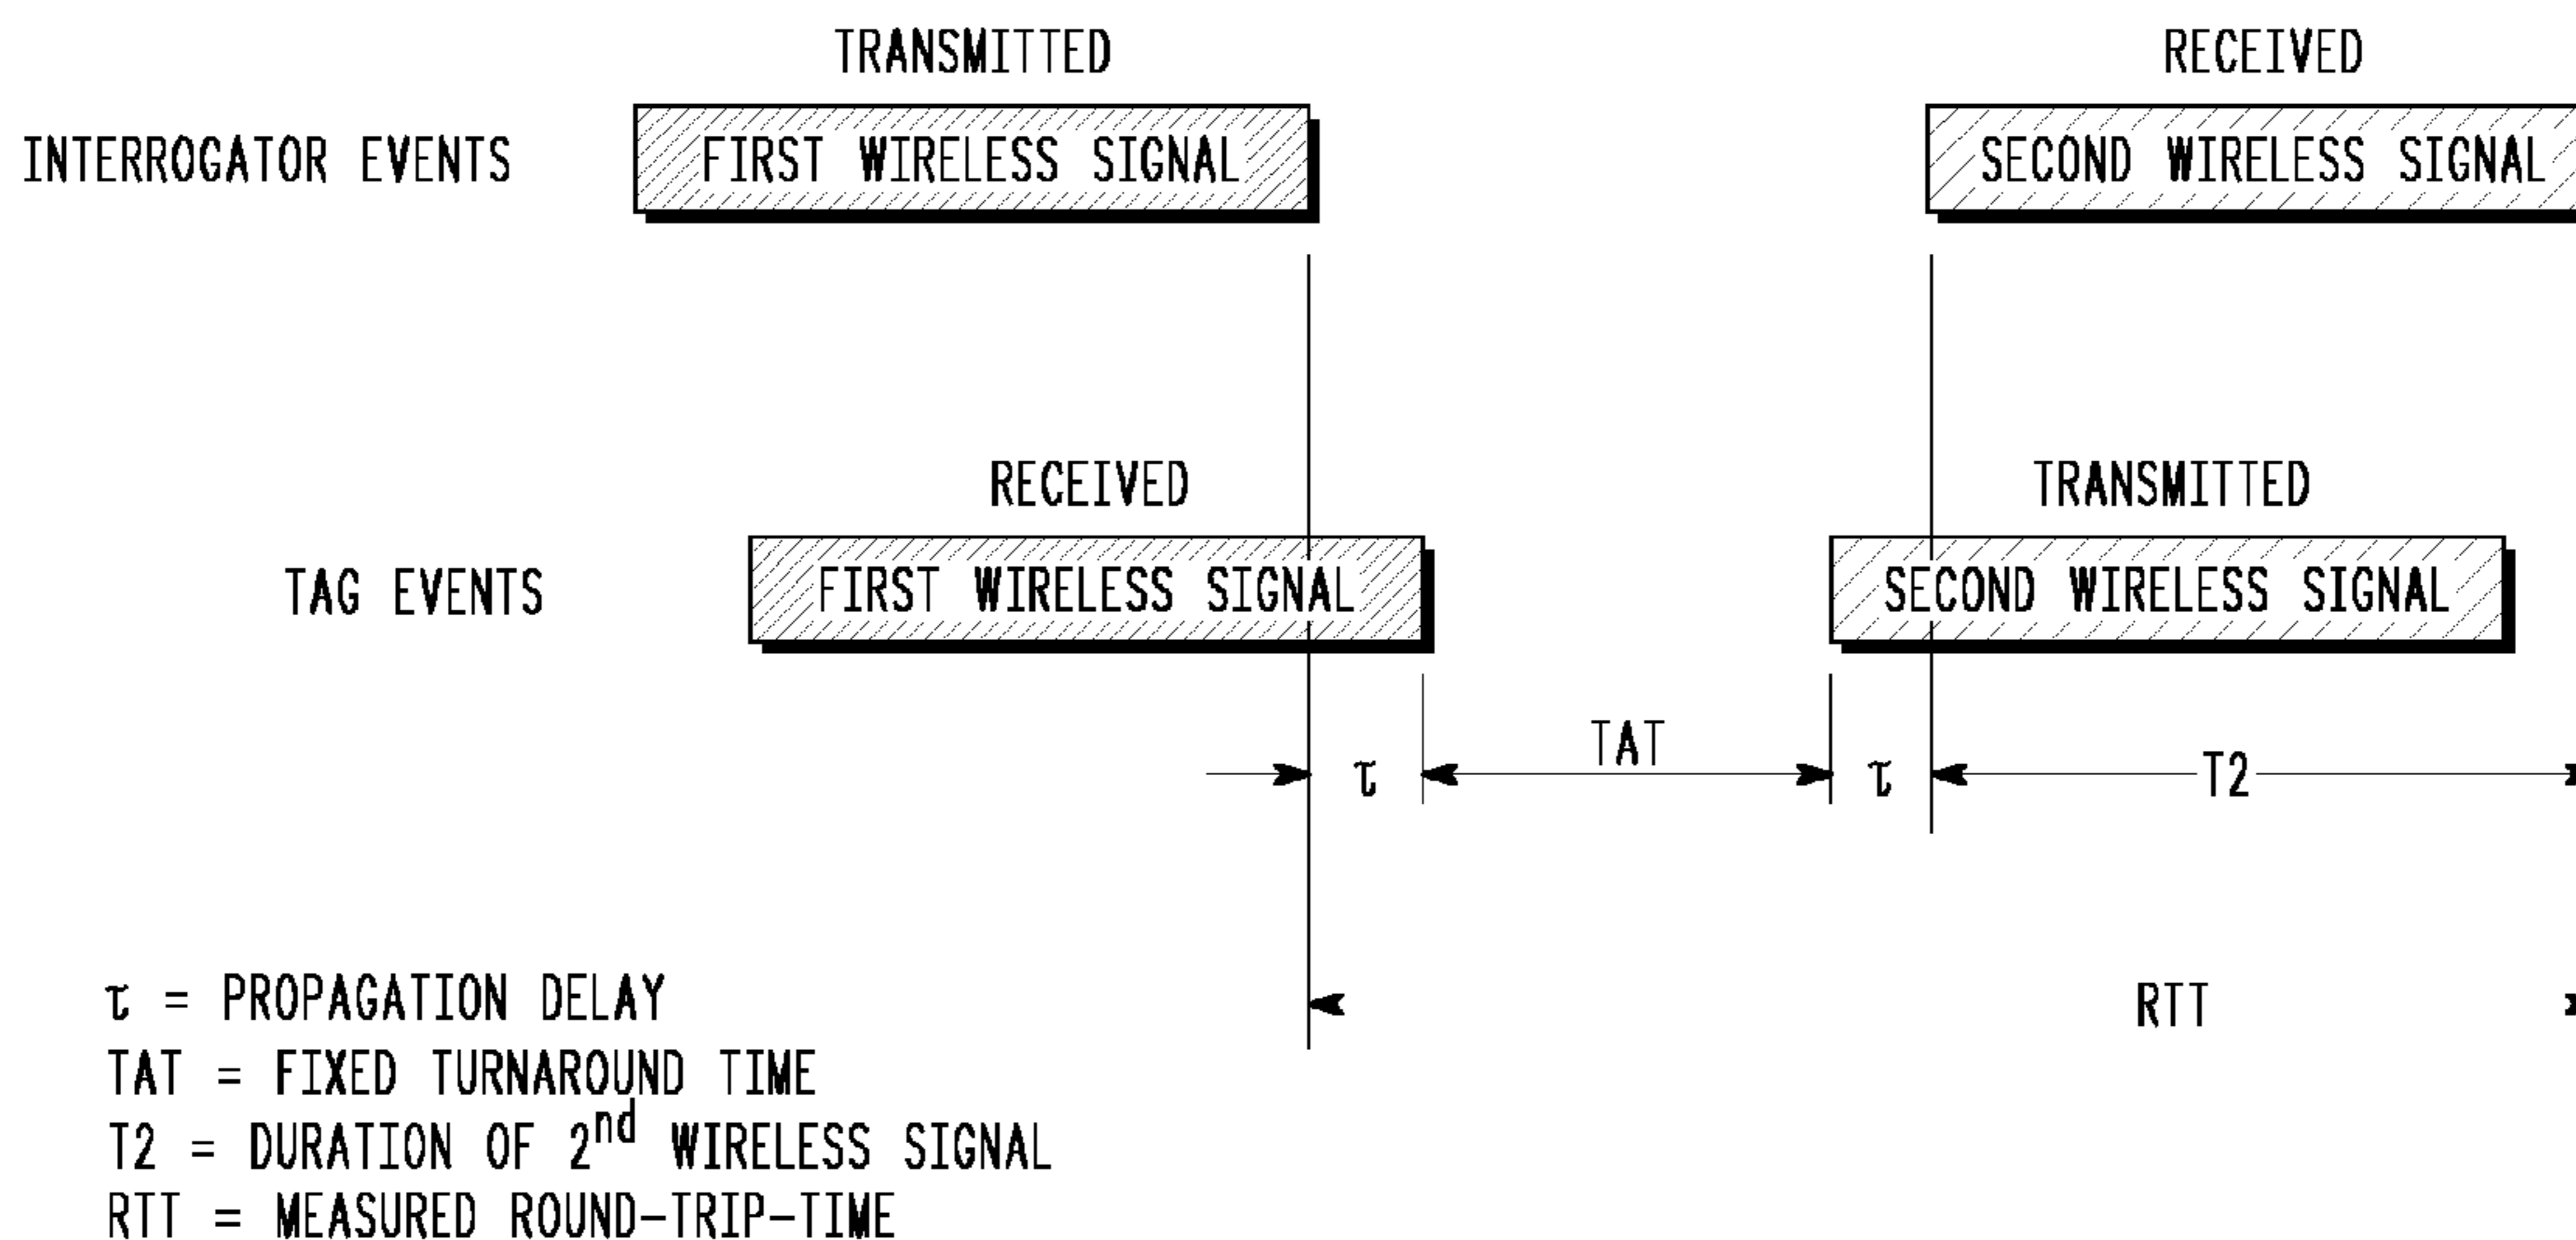 TRANSMITTED
RECEIVED
INTERROGATOR EVENTS
FIRST WIRELESS SIGNAL
SECOND WIRELESS SIGNAL
RECEIVED
TRANSMITTED
TAG EVENTS
FIRST WIRELESS SIGNAL
SECOND WIRELESS SIGNAL
τ
TAT
τ
T2
RTT
τ = PROPAGATION DELAY
TAT = FIXED TURNAROUND TIME
T2 = DURATION OF 2nd WIRELESS SIGNAL
RTT = MEASURED ROUND-TRIP-TIME